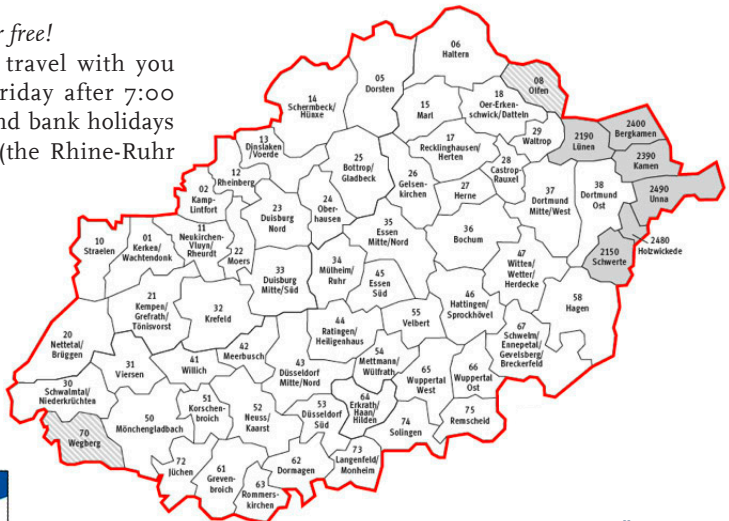 r free!
travel with you
riday after 7:00
nd bank holidays
(the Rhine-Ruhr
06
Haltern
05
Dorsten
08
Olfen
14
Schermbeck/
Hünxe
15
Marl
18
Oer-Erken-
schwick/Datteln
2400
Bergkamen
2190
Lünen
29
Waltrop
13
Dinslaken/
Voerde
17
Recklinghausen/
Herten
2390
Kamen
25
Bottrop/
Gladbeck
28
Castrop-
Rauxel
12
Rheinberg
26
Gelsen-
kirchen
27
Herne
37
Dortmund
Mitte/West
38
Dortmund
Ost
2490
Unna
02
Kamp-
Lintfort
24
Ober-
hausen
23
Duisburg
Nord
35
Essen
Mitte/Nord
36
Bochum
10
Straelen
01
Kerken/
Wachtendonk
11
Neukirchen-
Vluyn/
Rheurdt
22
Moers
2480
Holzwickede
2150
Schwerte
47
Witten/
Wetter/
Herdecke
33
Duisburg
Mitte/Süd
34
Mülheim/
Ruhr
45
Essen
Süd
21
Kempen/
Grefrath/
Tönisvorst
32
Krefeld
46
Hattingen/
Sprockhövel
58
Hagen
44
Ratingen/
Heiligenhaus
55
Velbert
67
Schwelm/
Ennepetal/
Gevelsberg/
Breckerfeld
20
Nettetal/
Brüggen
42
Meerbusch
54
Mettmann/
Wülfrath
31
Viersen
41
Willich
43
Düsseldorf
Mitte/Nord
65
Wuppertal
West
66
Wuppertal
Ost
30
Schwalmtal/
Niederkrüchten
51
Korschen-
broich
64
Erkrath/
Haan/
Hilden
52
Neuss/
Kaarst
53
Düsseldorf
Süd
75
Remscheid
50
Mönchengladbach
74
Solingen
70
Wegberg
73
Langenfeld/
Monheim
72
Jüchen
62
Dormagen
61
Greven-
broich
63
Rommers-
kirchen